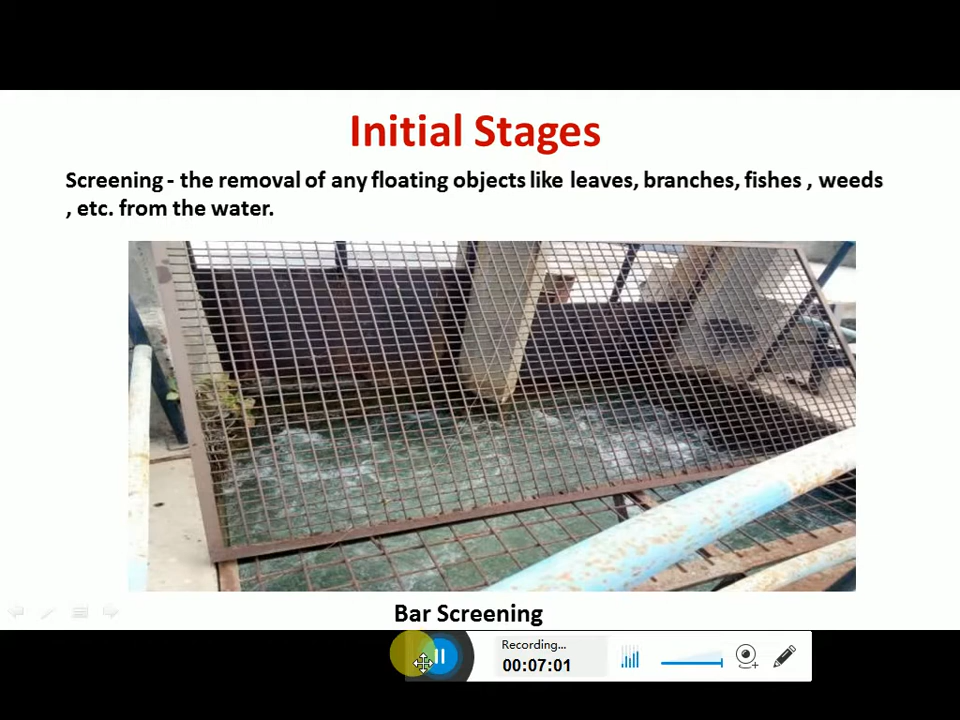 Initial Stages
Screening - the removal of any floating objects like leaves, branches, fishes , weeds
, etc. from the water.
Bar Screening
Recording...
00:07:01